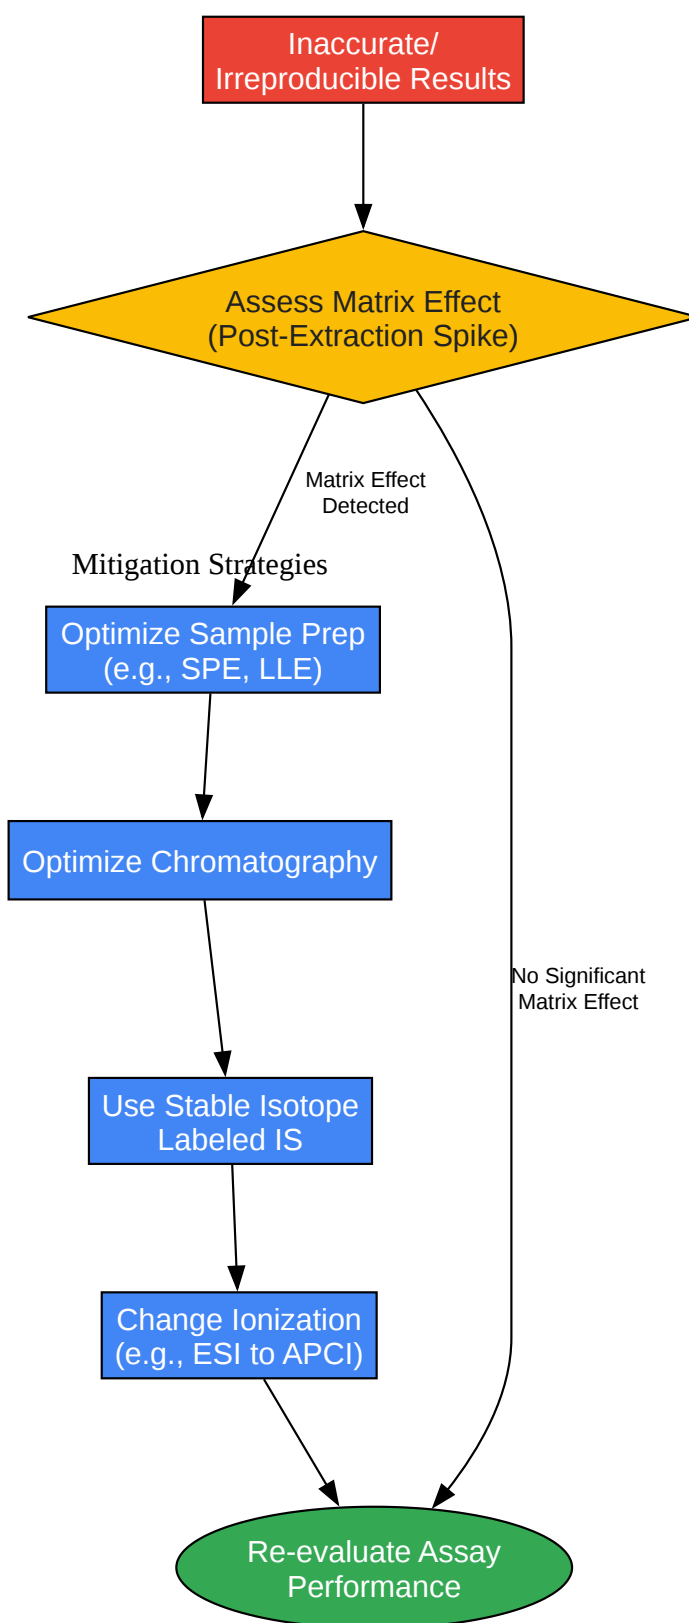 Inaccurate/
Irreproducible Results
Assess Matrix Effect
(Post-Extraction Spike)
Matrix Effect
Detected
Mitigation Strategies
Optimize Sample Prep
(e.g., SPE, LLE)
Optimize Chromatography
No Significant
Matrix Effect
Use Stable Isotope
Labeled IS
Change Ionization
(e.g., ESI to APCI)
Re-evaluate Assay
Performance